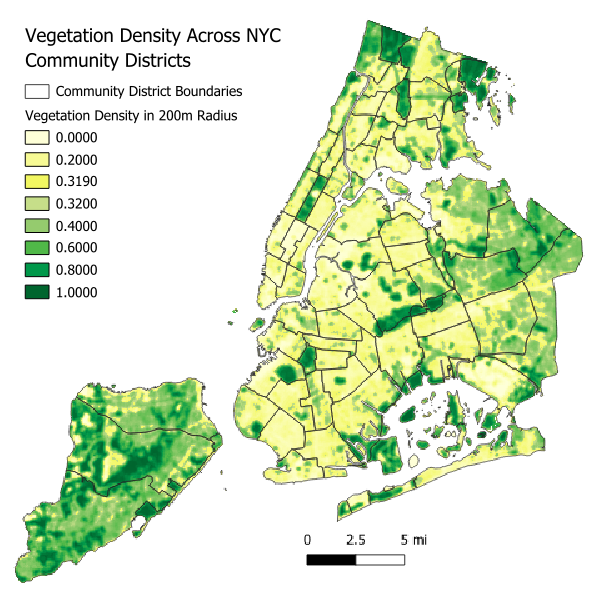 Vegetation Density Across NYC
Community Districts
Community District Boundaries
Vegetation Density in 200m Radius
0.0000
0.2000
0.3190
0.3200
0.4000
0.6000
0.8000
1.0000
0 2.5 5 mi